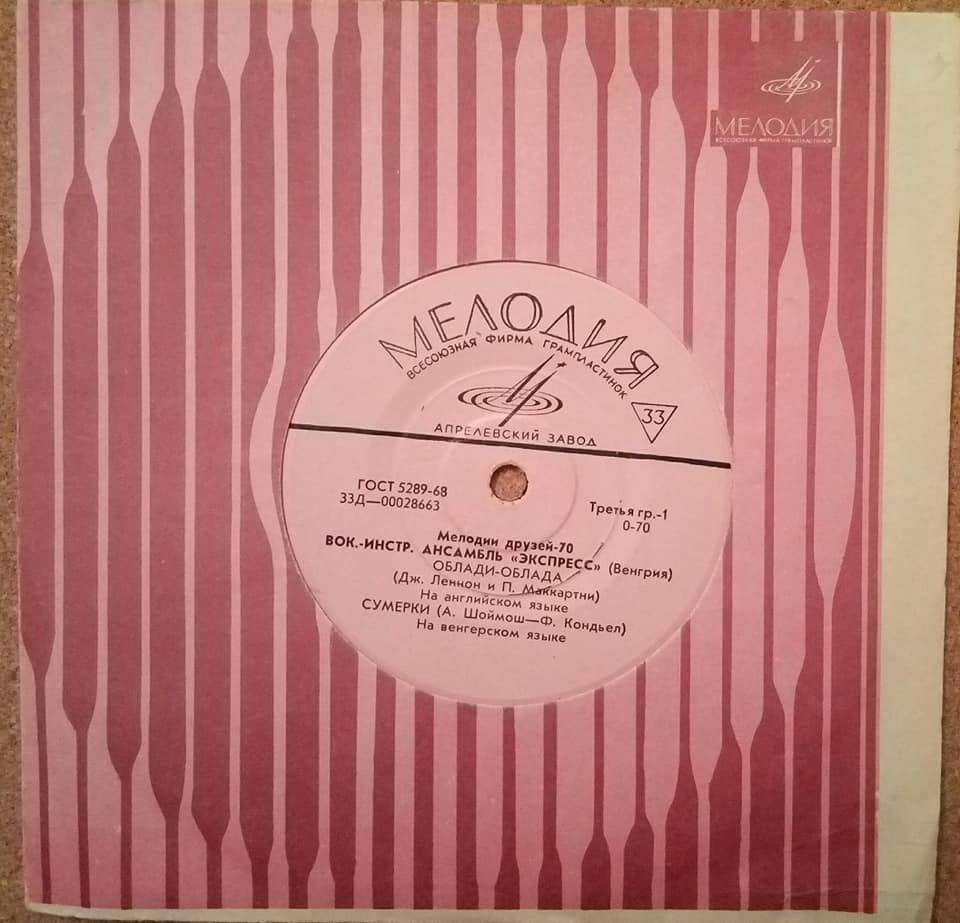 МЕЛОДИЯ
ВСЕСОЮЗНАЯ ФИРМА ГРАМПЛАСТИНОК
МЕЛОДИЯ
ВСЕСОЮЗНАЯ ФИРМА ГРАМПЛАСТИНОК
33
АПРЕЛЕВСКИЙ ЗАВОД
ГОСТ 5289-68
33Д—00028663
Третья гр.-1
0-70
Мелодии друзей-70
ВОК.-ИНСТР. АНСАМБЛЬ «ЭКСПРЕСС» (Венгрия)
ОБЛАДИ-ОБЛАДА
(Дж. Леннон и П. Маккартни)
На английском языке
СУМЕРКИ (А. Шоймош—Ф. Кондьел)
На венгерском языке